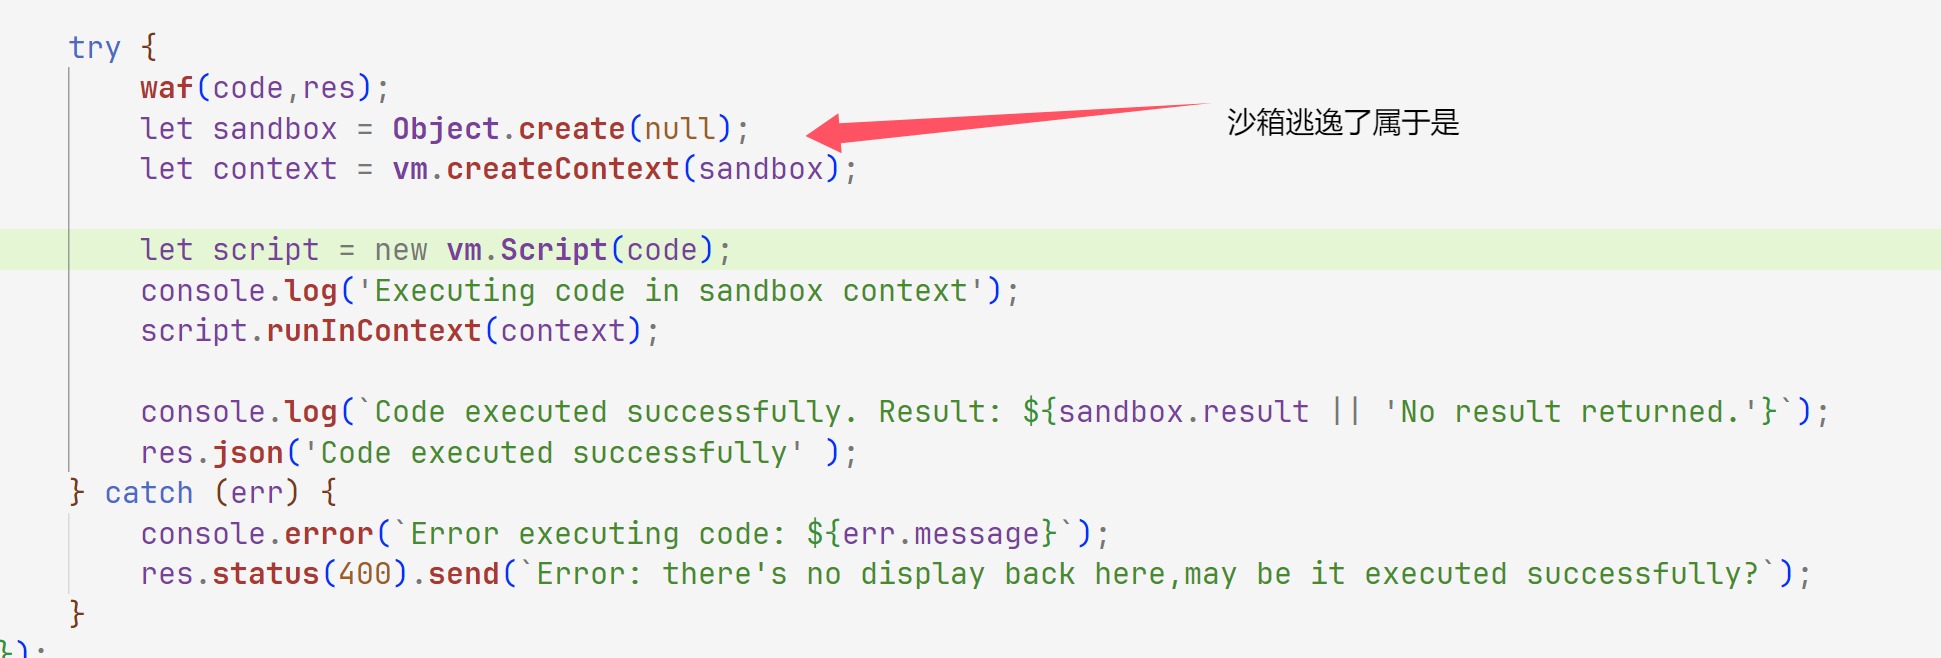 try {
waf(code,res);
let sandbox = Object.create(null);
沙箱逃逸了属于是
let context = vm.createContext(sandbox);
let script = new vm.Script(code);
console.log('Executing code in sandbox context');
script.runInContext(context);
console.log(`Code executed successfully. Result: ${sandbox.result || 'No result returned.'}`);
res.json('Code executed successfully' );
} catch (err) {
console.error(`Error executing code: ${err.message}`);
res.status(400).send(`Error: there's no display back here,may be it executed successfully?`);
}
});